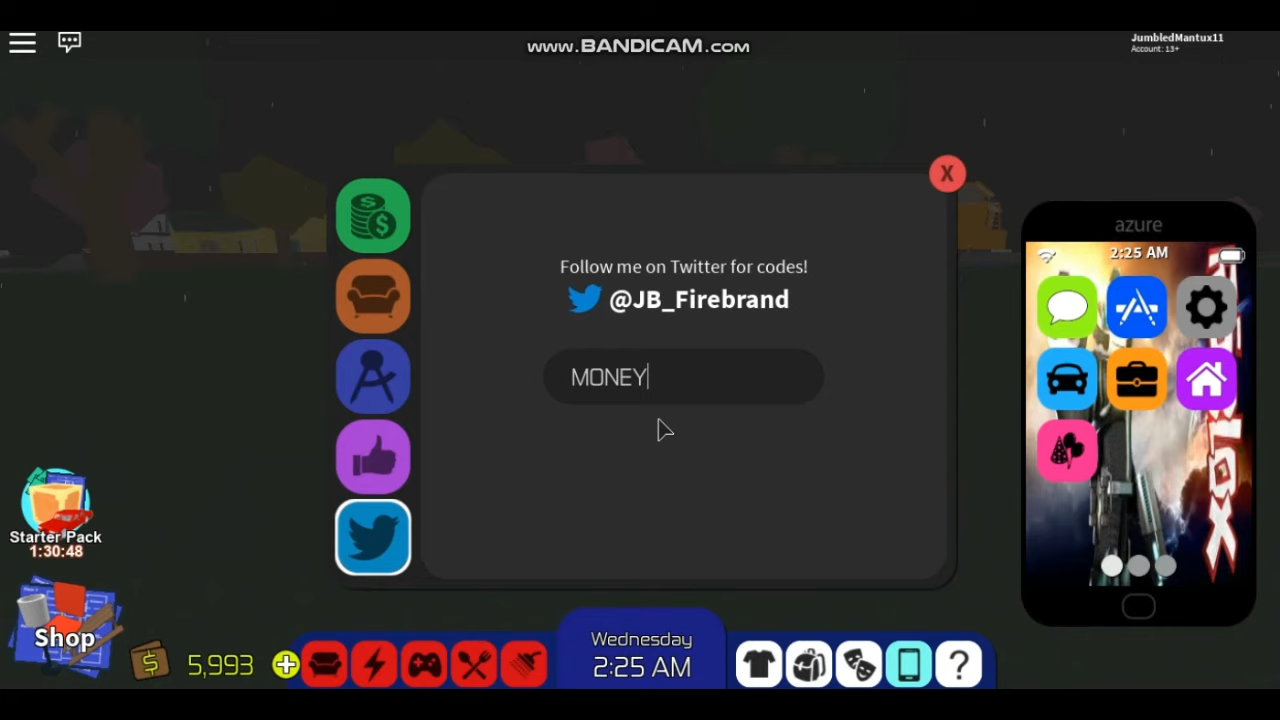 www.BANDICAM.com
JumbledMantux11
Account: 13+
X
azure
2:25 AM
Follow me on Twitter for codes!
@JB_Firebrand
MONEY
Starter Pack
1:30:48
Shop
5,993
Wednesday
2:25 AM
?